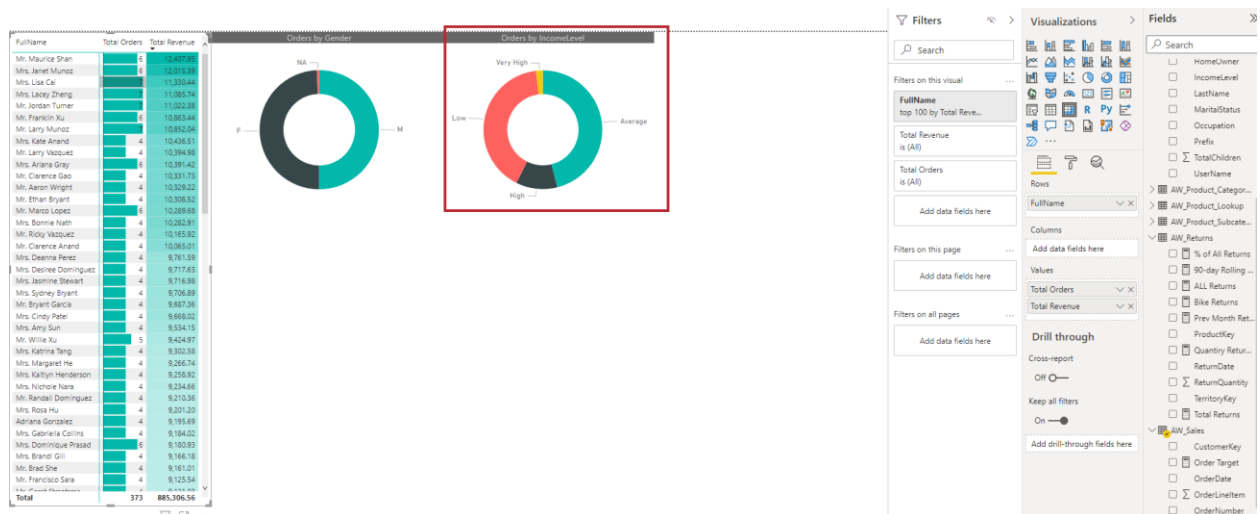 FullName Total Orders Total Revenue
Mr. Maurice Shan 6 12,407.95
Mrs. Janet Munoz 6 12,015.39
Mrs. Lisa Cai 7 11,330.44
Mrs. Lacey Zheng 7 11,085.74
Mr. Jordan Turner 7 11,022.38
Mr. Franklin Xu 6 10,863.44
Mr. Larry Munoz 7 10,852.04
Mrs. Kate Anand 4 10,436.51
Mr. Larry Vazquez 4 10,394.98
Mrs. Ariana Gray 6 10,391.42
Mr. Clarence Gao 4 10,331.73
Mr. Aaron Wright 4 10,329.22
Mr. Ethan Bryant 4 10,308.52
Mr. Marco Lopez 6 10,289.68
Mrs. Bonnie Nath 4 10,282.91
Mr. Ricky Vazquez 4 10,165.92
Mr. Clarence Anand 4 10,065.01
Mrs. Deanna Perez 4 9,761.59
Mrs. Desiree Dominguez 4 9,717.63
Mrs. Jasmine Stewart 4 9,716.98
Mrs. Sydney Bryant 4 9,706.89
Mr. Bryant Garcia 4 9,687.36
Mrs. Cindy Patel 4 9,668.02
Mrs. Amy Sun 4 9,534.15
Mr. Willie Xu 5 9,424.97
Mrs. Katrina Tang 4 9,302.58
Mrs. Margaret He 4 9,266.74
Mrs. Kaitlyn Henderson 4 9,258.92
Mrs. Nichole Nara 4 9,234.66
Mr. Randall Dominguez 4 9,210.36
Mrs. Rosa Hu 4 9,201.20
Adriana Gonzalez 4 9,195.69
Mrs. Gabriella Collins 4 9,184.02
Mrs. Dominique Prasad 6 9,180.93
Mrs. Brandi Gill 4 9,166.18
Mr. Brad She 4 9,161.01
Mr. Francisco Sara 4 9,125.54
Total 373 885,306.56
Orders by Gender
NA
F
M
Orders by IncomeLevel
Very High
Low
Average
High
Filters
Search
Filters on this visual ...
FullName
top 100 by Total Reve...
Total Revenue
is (All)
Total Orders
is (All)
Add data fields here
Filters on this page ...
Add data fields here
Filters on all pages ...
Add data fields here
Visualizations
R Py
...
Rows
FullName
Columns
Add data fields here
Values
Total Orders
Total Revenue
Drill through
Cross-report
Off
Keep all filters
On
Add drill-through fields here
Fields
Search
HomeOwner
IncomeLevel
LastName
MaritalStatus
Occupation
Prefix
TotalChildren
UserName
AW_Product_Categor...
AW_Product_Lookup
AW_Product_Subcate...
AW_Returns
% of All Returns
90-day Rolling ...
ALL Returns
Bike Returns
Prev Month Ret...
ProductKey
Quantity Retur...
ReturnDate
ReturnQuantity
TerritoryKey
Total Returns
AW_Sales
CustomerKey
Order Target
OrderDate
OrderLineItem
OrderNumber